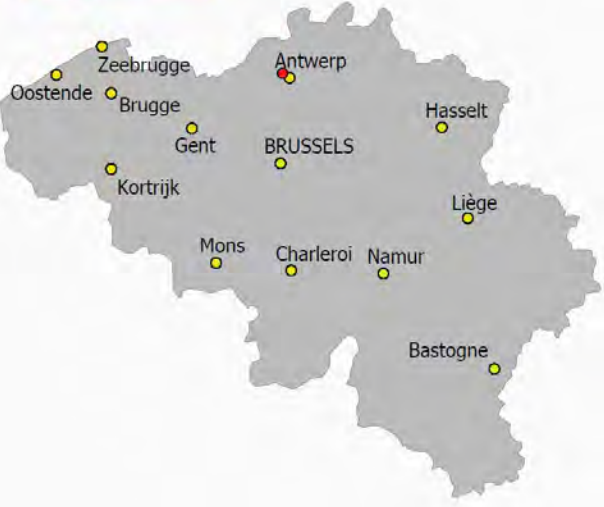 Zeebrugge
Antwerp
Oostende
Brugge
Hasselt
Gent
BRUSSELS
Kortrijk
Liège
Mons
Charleroi
Namur
Bastogne